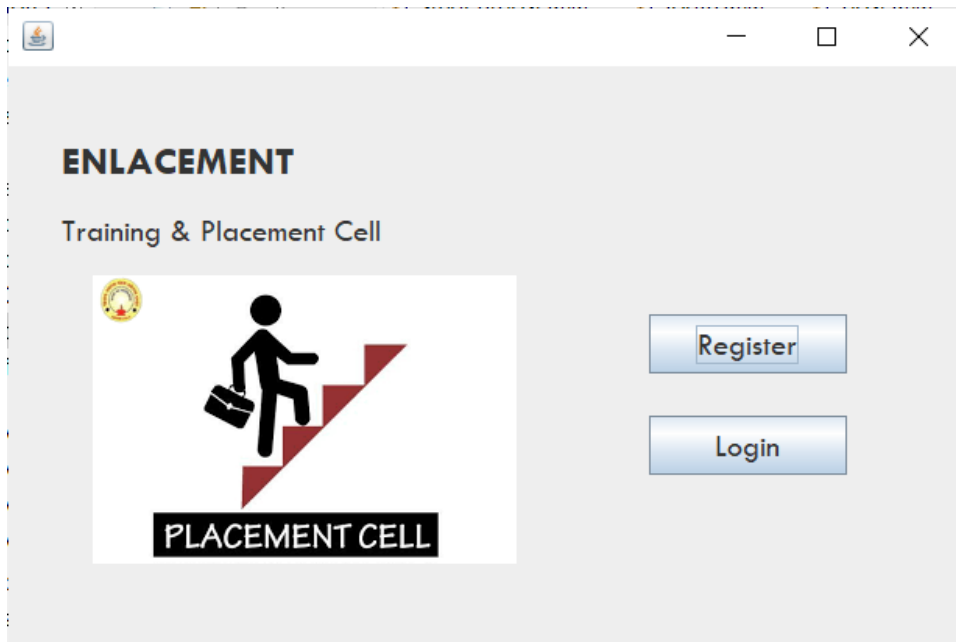 ENLACEMENT
Training & Placement Cell
Register
Login
PLACEMENT CELL